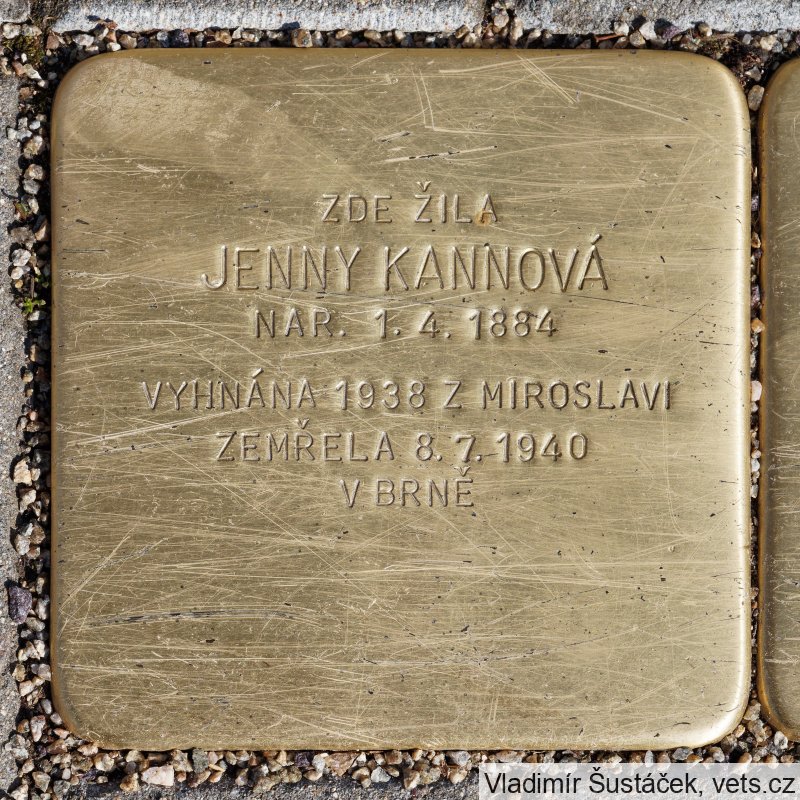 ZDE ŽILA
JENNY KANNOVÁ
NAR. 1. 4. 1884
VYHNÁNA 1938 Z MIROSLAVI
ZEMŘELA 8. 7. 1940
V BRNĚ
Vladimír Šustáček, vets.cz